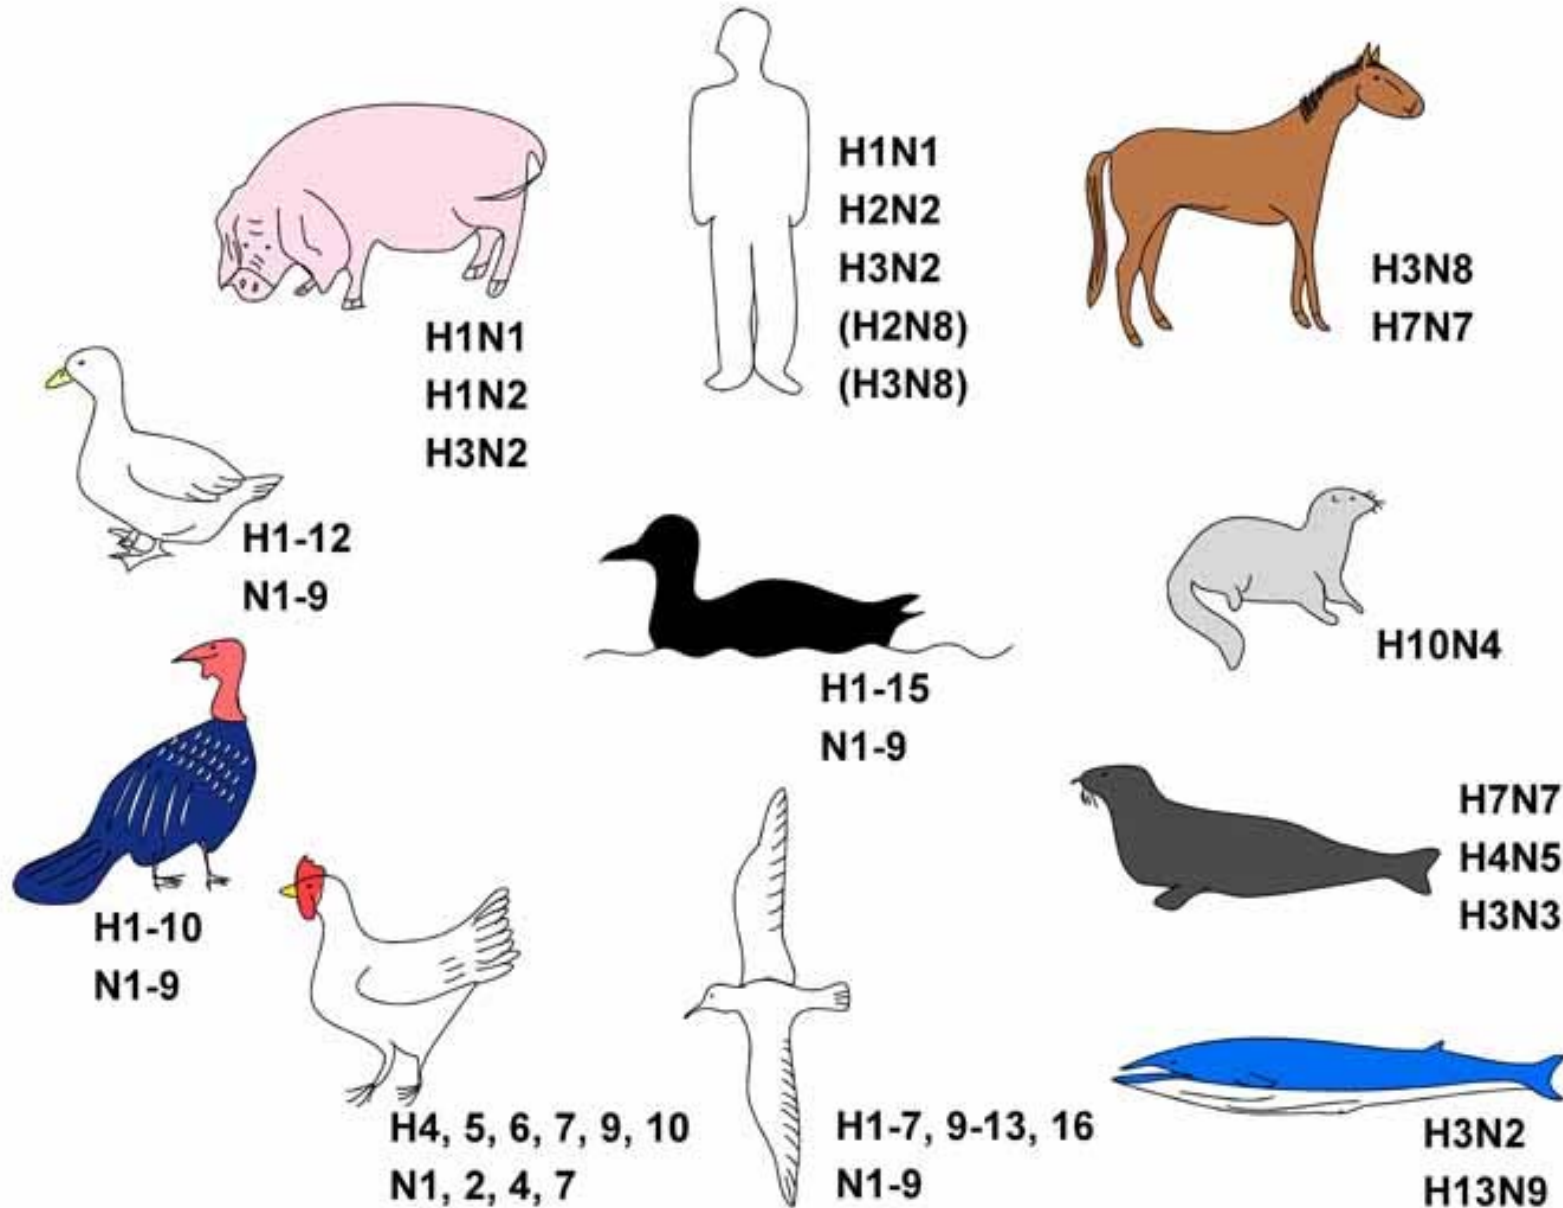 H1N1
H1N2
H3N2
H1N1
H2N2
H3N2
(H2N8)
(H3N8)
H3N8
H7N7
H1-12
N1-9
H1-15
N1-9
H10N4
H1-10
N1-9
H4, 5, 6, 7, 9, 10
N1, 2, 4, 7
H1-7, 9-13, 16
N1-9
H7N7
H4N5
H3N3
H3N2
H13N9